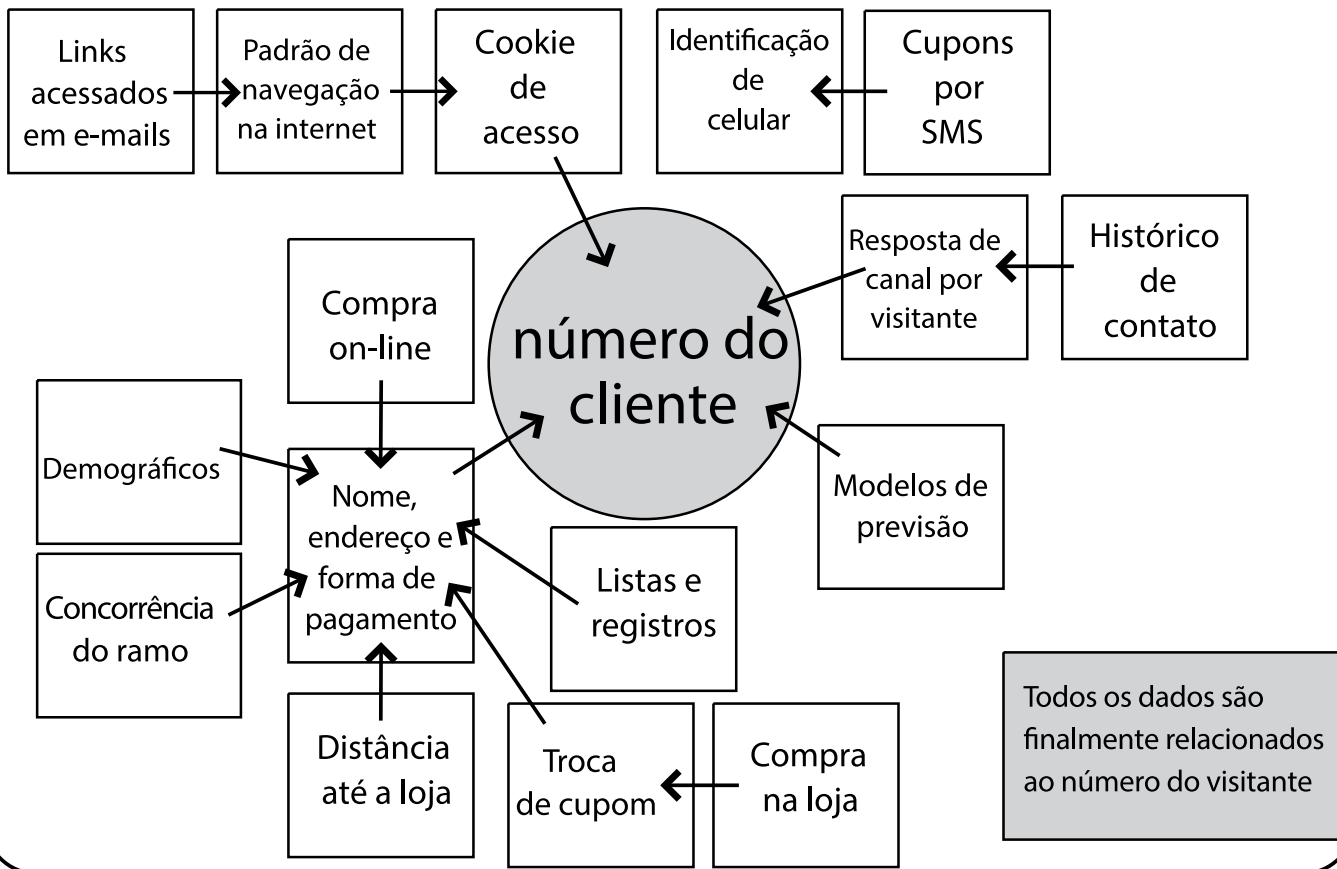 Links
acessados
em e-mails
Padrão de
navegação
na internet
Cookie
de
acesso
Identificação
de
celular
Cupons
por
SMS
Compra
on-line
número do
cliente
Resposta de
canal por
visitante
Histórico
de
contato
Demográficos
Nome,
endereço e
forma de
pagamento
Modelos de
previsão
Concorrência
do ramo
Listas e
registros
Distância
até a loja
Troca
de cupom
Compra
na loja
Todos os dados são
finalmente relacionados
ao número do visitante